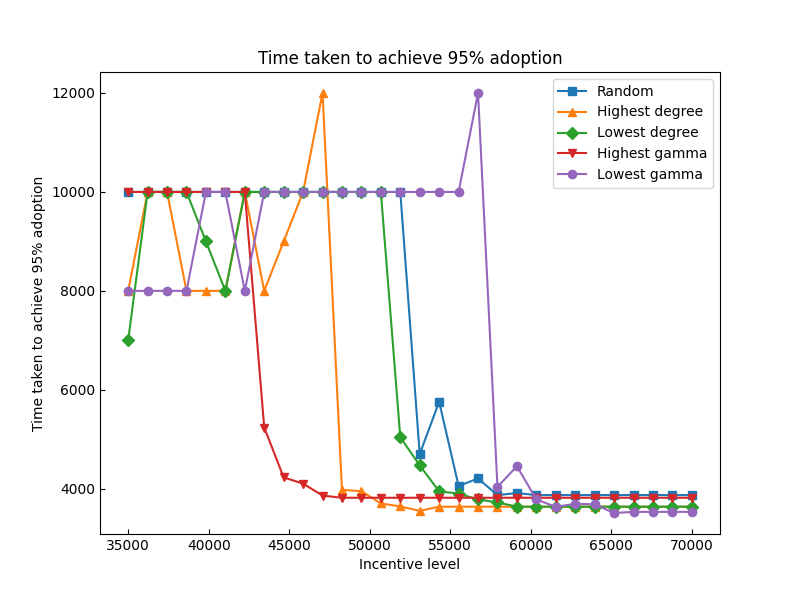 Time taken to achieve 95% adoption
Time taken to achieve 95% adoption
12000
10000
8000
6000
4000
Random
Highest degree
Lowest degree
Highest gamma
Lowest gamma
35000 40000 45000 50000 55000 60000 65000 70000
Incentive level